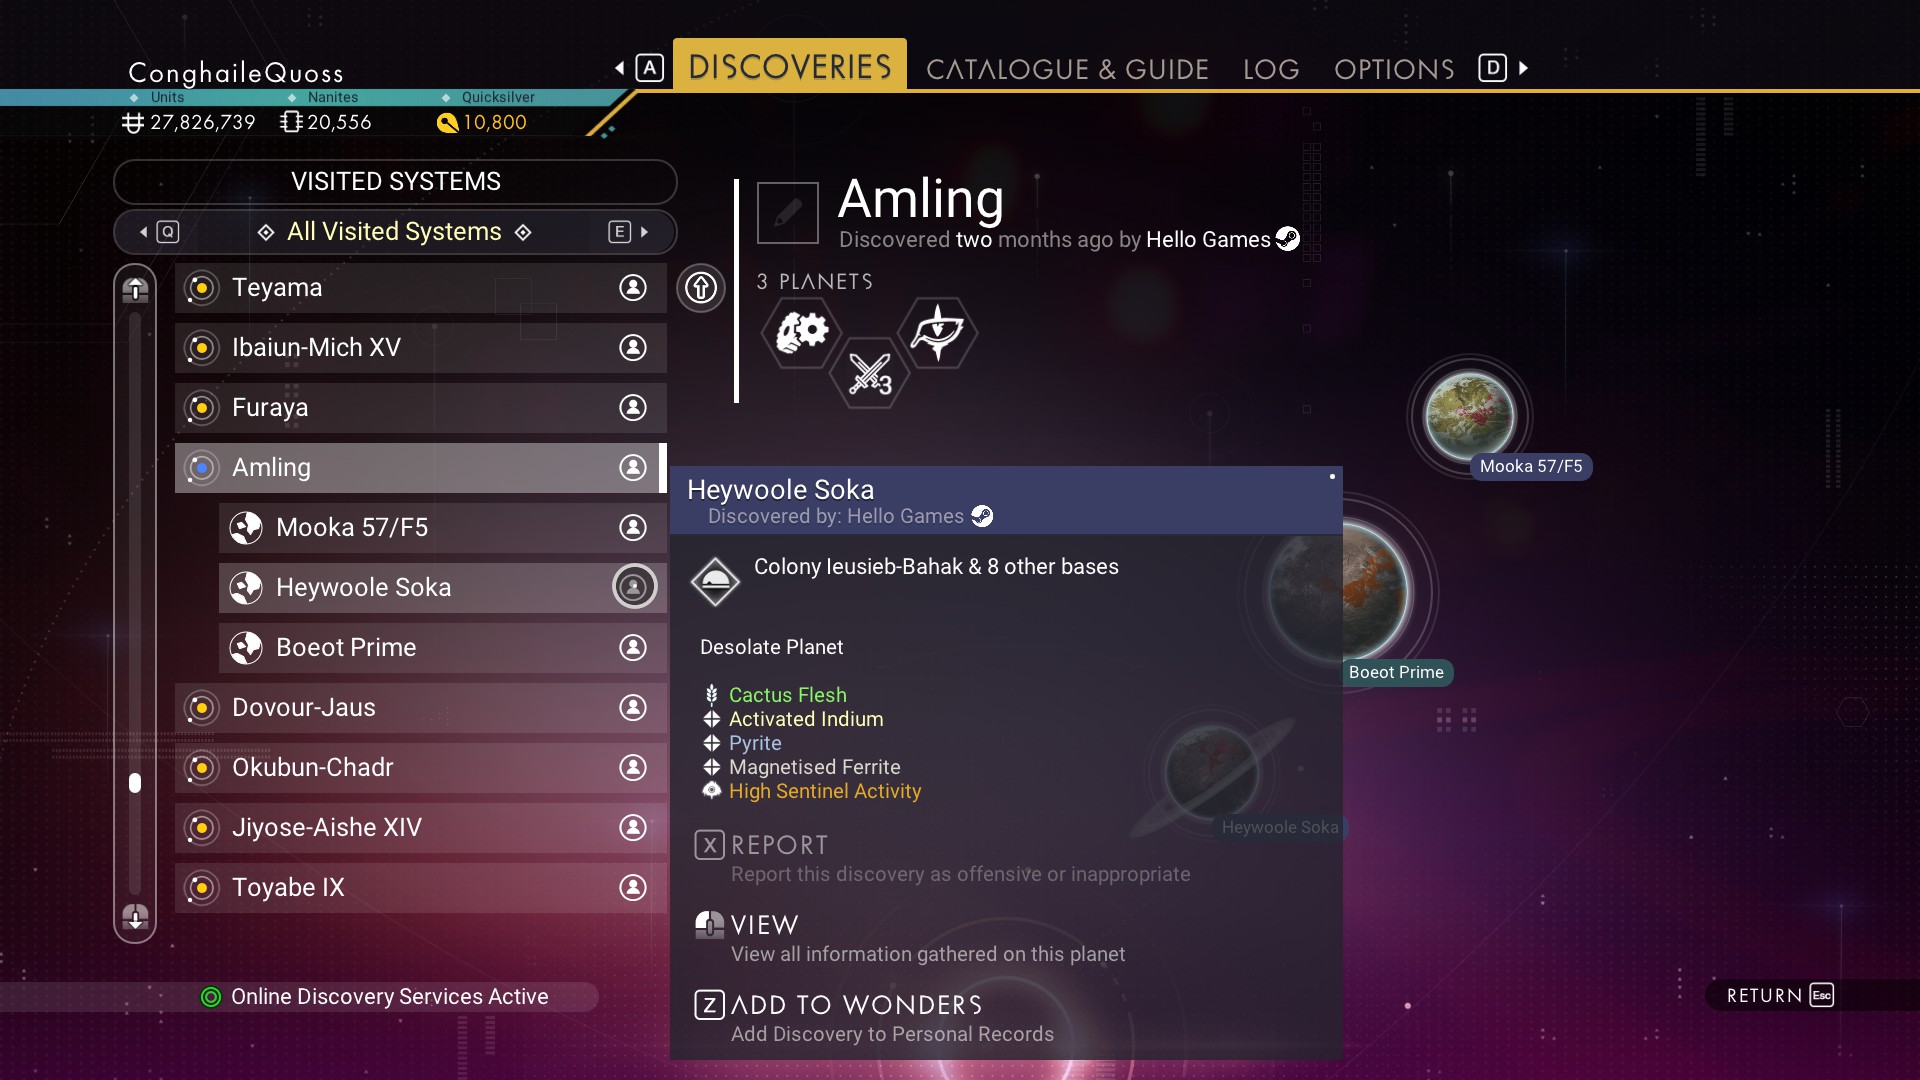 ConghaileQuoss
Units
Nanites
Quicksilver
27,826,739
20,556
10,800
A
DISCOVERIES
CATALOGUE & GUIDE
LOG
OPTIONS
D
VISITED SYSTEMS
Q
All Visited Systems
E
Teyama
Ibaiun-Mich XV
Furaya
Amling
Mooka 57/F5
Heywoole Soka
Boeot Prime
Dovour-Jaus
Okubun-Chadr
Jiyose-Aishe XIV
Toyabe IX
Online Discovery Services Active
Amling
Discovered two months ago by Hello Games
3 PLANETS
3
Heywoole Soka
Discovered by: Hello Games
Colony Ieusieb-Bahak & 8 other bases
Desolate Planet
Cactus Flesh
Activated Indium
Pyrite
Magnetised Ferrite
High Sentinel Activity
X REPORT
Report this discovery as offensive or inappropriate
VIEW
View all information gathered on this planet
Z ADD TO WONDERS
Add Discovery to Personal Records
Mooka 57/F5
Boeot Prime
Heywoole Soka
RETURN Esc